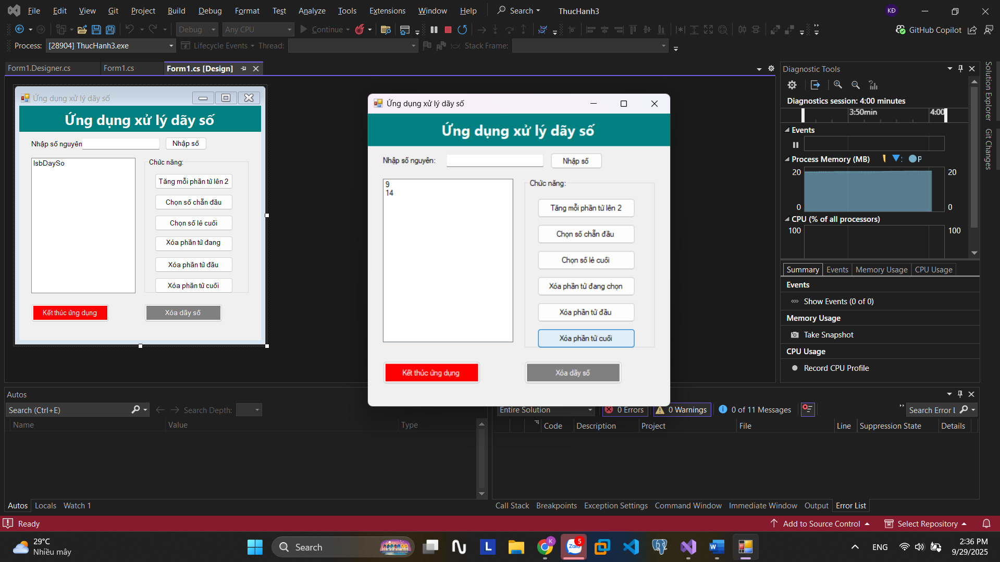 File Edit View Git Project Build Debug Format Test Analyze Tools Extensions Window Help Search ThucHanh3 KD
Debug Any CPU Continue GitHub Copilot
Process: [28904] ThucHanh3.exe Lifecycle Events Thread: Stack Frame:
Form1.Designer.cs Form1.cs Form1.cs [Design]
Ứng dụng xử lý dãy số
Ứng dụng xử lý dãy số
Nhập số nguyên Nhập số
lsbDaySo
Chức năng:
Tăng mỗi phần tử lên 2
Chọn số chẵn đầu
Chọn số lẻ cuối
Xóa phần tử đang
Xóa phần tử đầu
Xóa phần tử cuối
Kết thúc ứng dụng Xóa dãy số
Ứng dụng xử lý dãy số
Ứng dụng xử lý dãy số
Nhập số nguyên: Nhập số
9
14
Chức năng:
Tăng mỗi phần tử lên 2
Chọn số chẵn đầu
Chọn số lẻ cuối
Xóa phần tử đang chọn
Xóa phần tử đầu
Xóa phần tử cuối
Kết thúc ứng dụng Xóa dãy số
Diagnostic Tools
Diagnostics session: 4:00 minutes
3:50min 4:00
Events
Process Memory (MB) P
20 20
0 0
CPU (% of all processors)
100 100
Summary Events Memory Usage CPU Usage
Events
Show Events (0 of 0)
Memory Usage
Take Snapshot
CPU Usage
Record CPU Profile
Solution Explorer
Git Changes
Autos
Search (Ctrl+E) Search Depth:
Name Value Type
Autos Locals Watch 1
Entire Solution 0 Errors 0 Warnings 0 of 11 Messages Search Error L
Code Description Project File Line Suppression State Details
Call Stack Breakpoints Exception Settings Command Window Immediate Window Output Error List
Ready Add to Source Control Select Repository
29°C
Nhiều mây
Search
L
K
Zalo
5
W
ENG
2:36 PM
9/29/2025